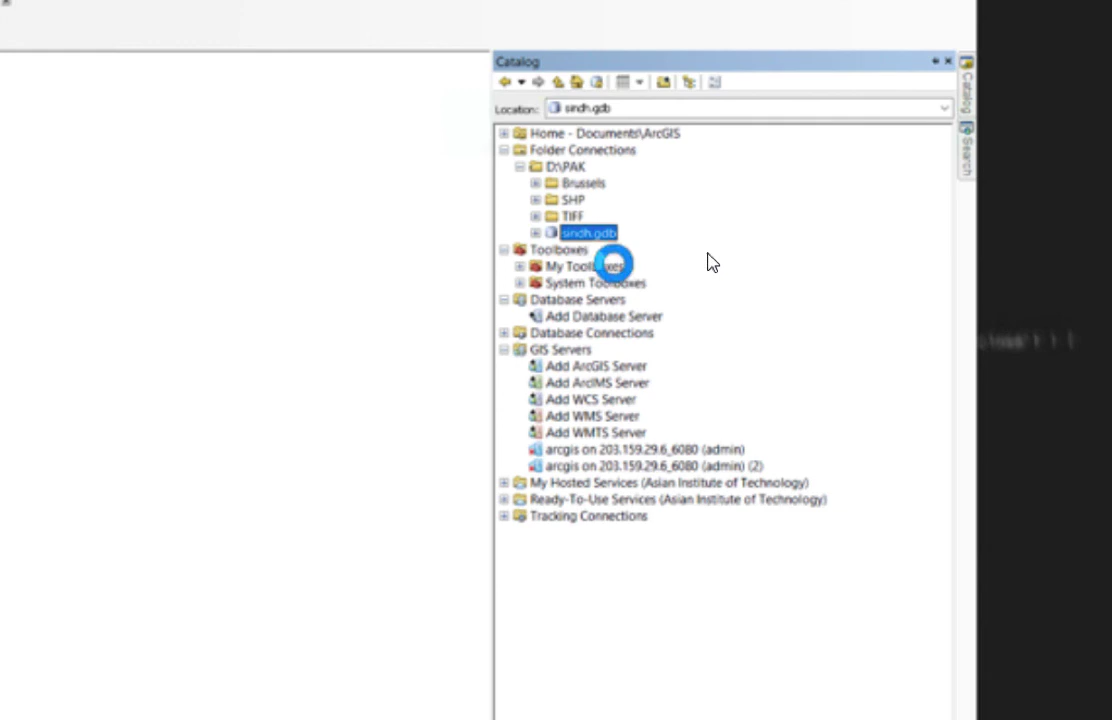 Catalog
Location: sindh.gdb
Home - Documents\ArcGIS
Folder Connections
D:\PAK
Brussels
SHP
TIFF
sindh.gdb
Toolboxes
My Toolboxes
System Toolboxes
Database Servers
Add Database Server
Database Connections
GIS Servers
Add ArcGIS Server
Add ArcIMS Server
Add WCS Server
Add WMS Server
Add WMTS Server
arcgis on 203.159.29.6_6080 (admin)
arcgis on 203.159.29.6_6080 (admin) (2)
My Hosted Services (Asian Institute of Technology)
Ready-To-Use Services (Asian Institute of Technology)
Tracking Connections
Catalog
Search